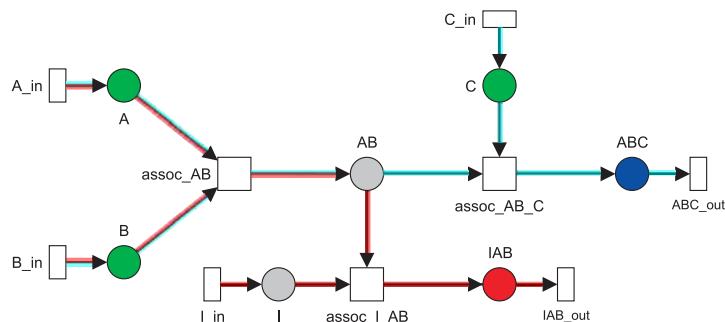 C_in
A_in
A
C
AB
ABC
assoc_AB
assoc_AB_C
ABC_out
B
B_in
IAB
I_in
I
assoc_I_AB
IAB_out